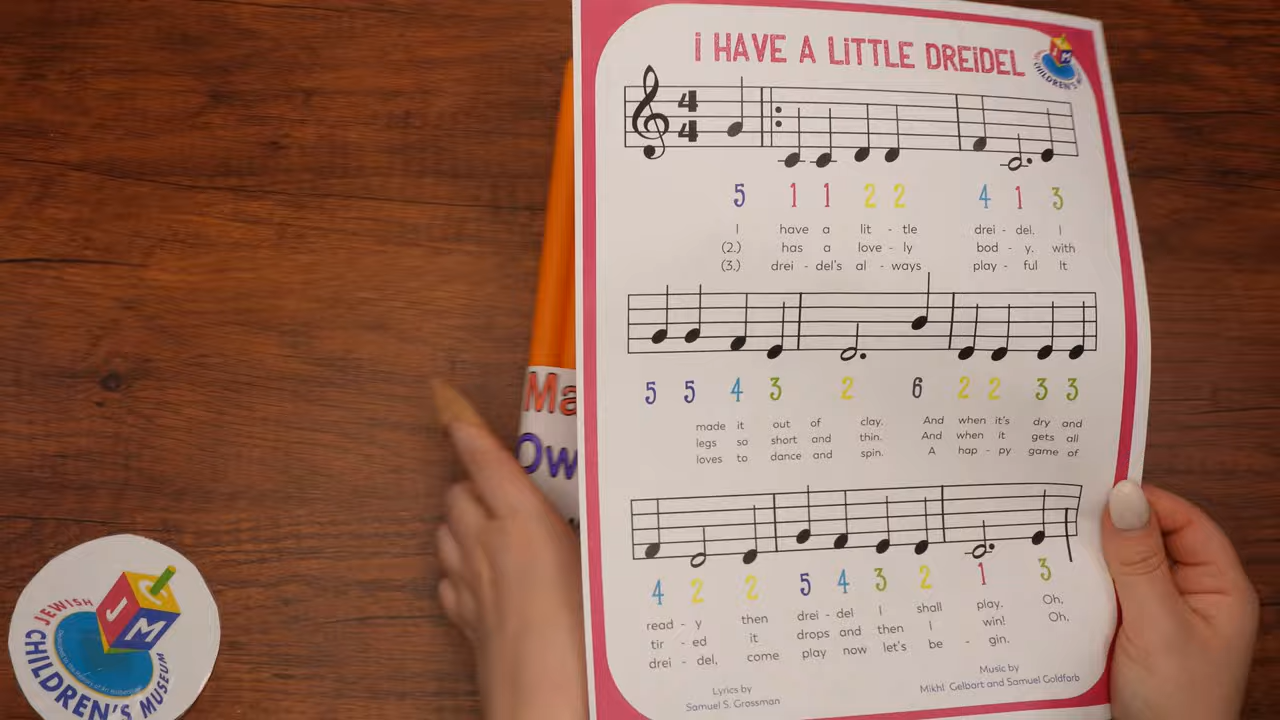 i HAVE A LiTTLE DREiDEL
CHILDREN'S
4
4
5 1 1 2 2 4 1 3
I have a lit - tle drei - del. I
(2.) has a love - ly bod - y. with
(3.) drei - del's al - ways play - ful It
5 5 4 3 2 6 2 2 3 3
made it out of clay. And when it's dry and
legs so short and thin. And when it gets all
loves to dance and spin. A hap - py game of
4 2 2 5 4 3 2 1 3
read - y then drei - del I shall play. Oh,
tir - ed it drops and then I win! Oh,
drei - del, come play now let's be - gin.
Lyrics by
Samuel S. Grossman
Music by
Mikhl Gelbart and Samuel Goldfarb
Ma
Ow
JEWISH
CHILDREN'S MUSEUM
J
C
M